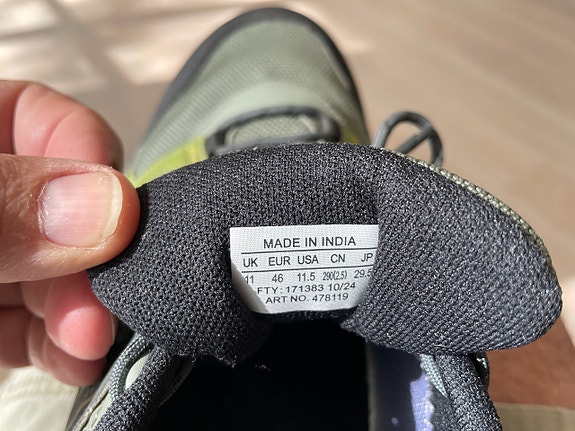 MADE IN INDIA
UK EUR USA CN JP
11 46 11.5 290(2.5) 29.5
FTY: 171383 10/24
ART NO. 478119